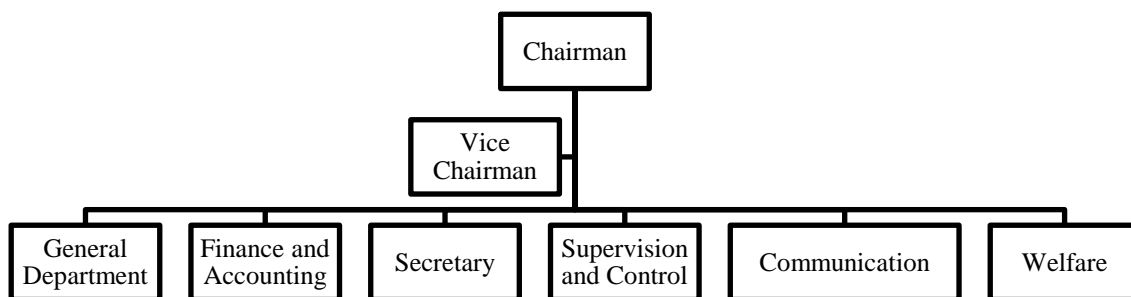 Chairman
Vice
Chairman
General
Department
Finance and
Accounting
Secretary
Supervision
and Control
Communication
Welfare